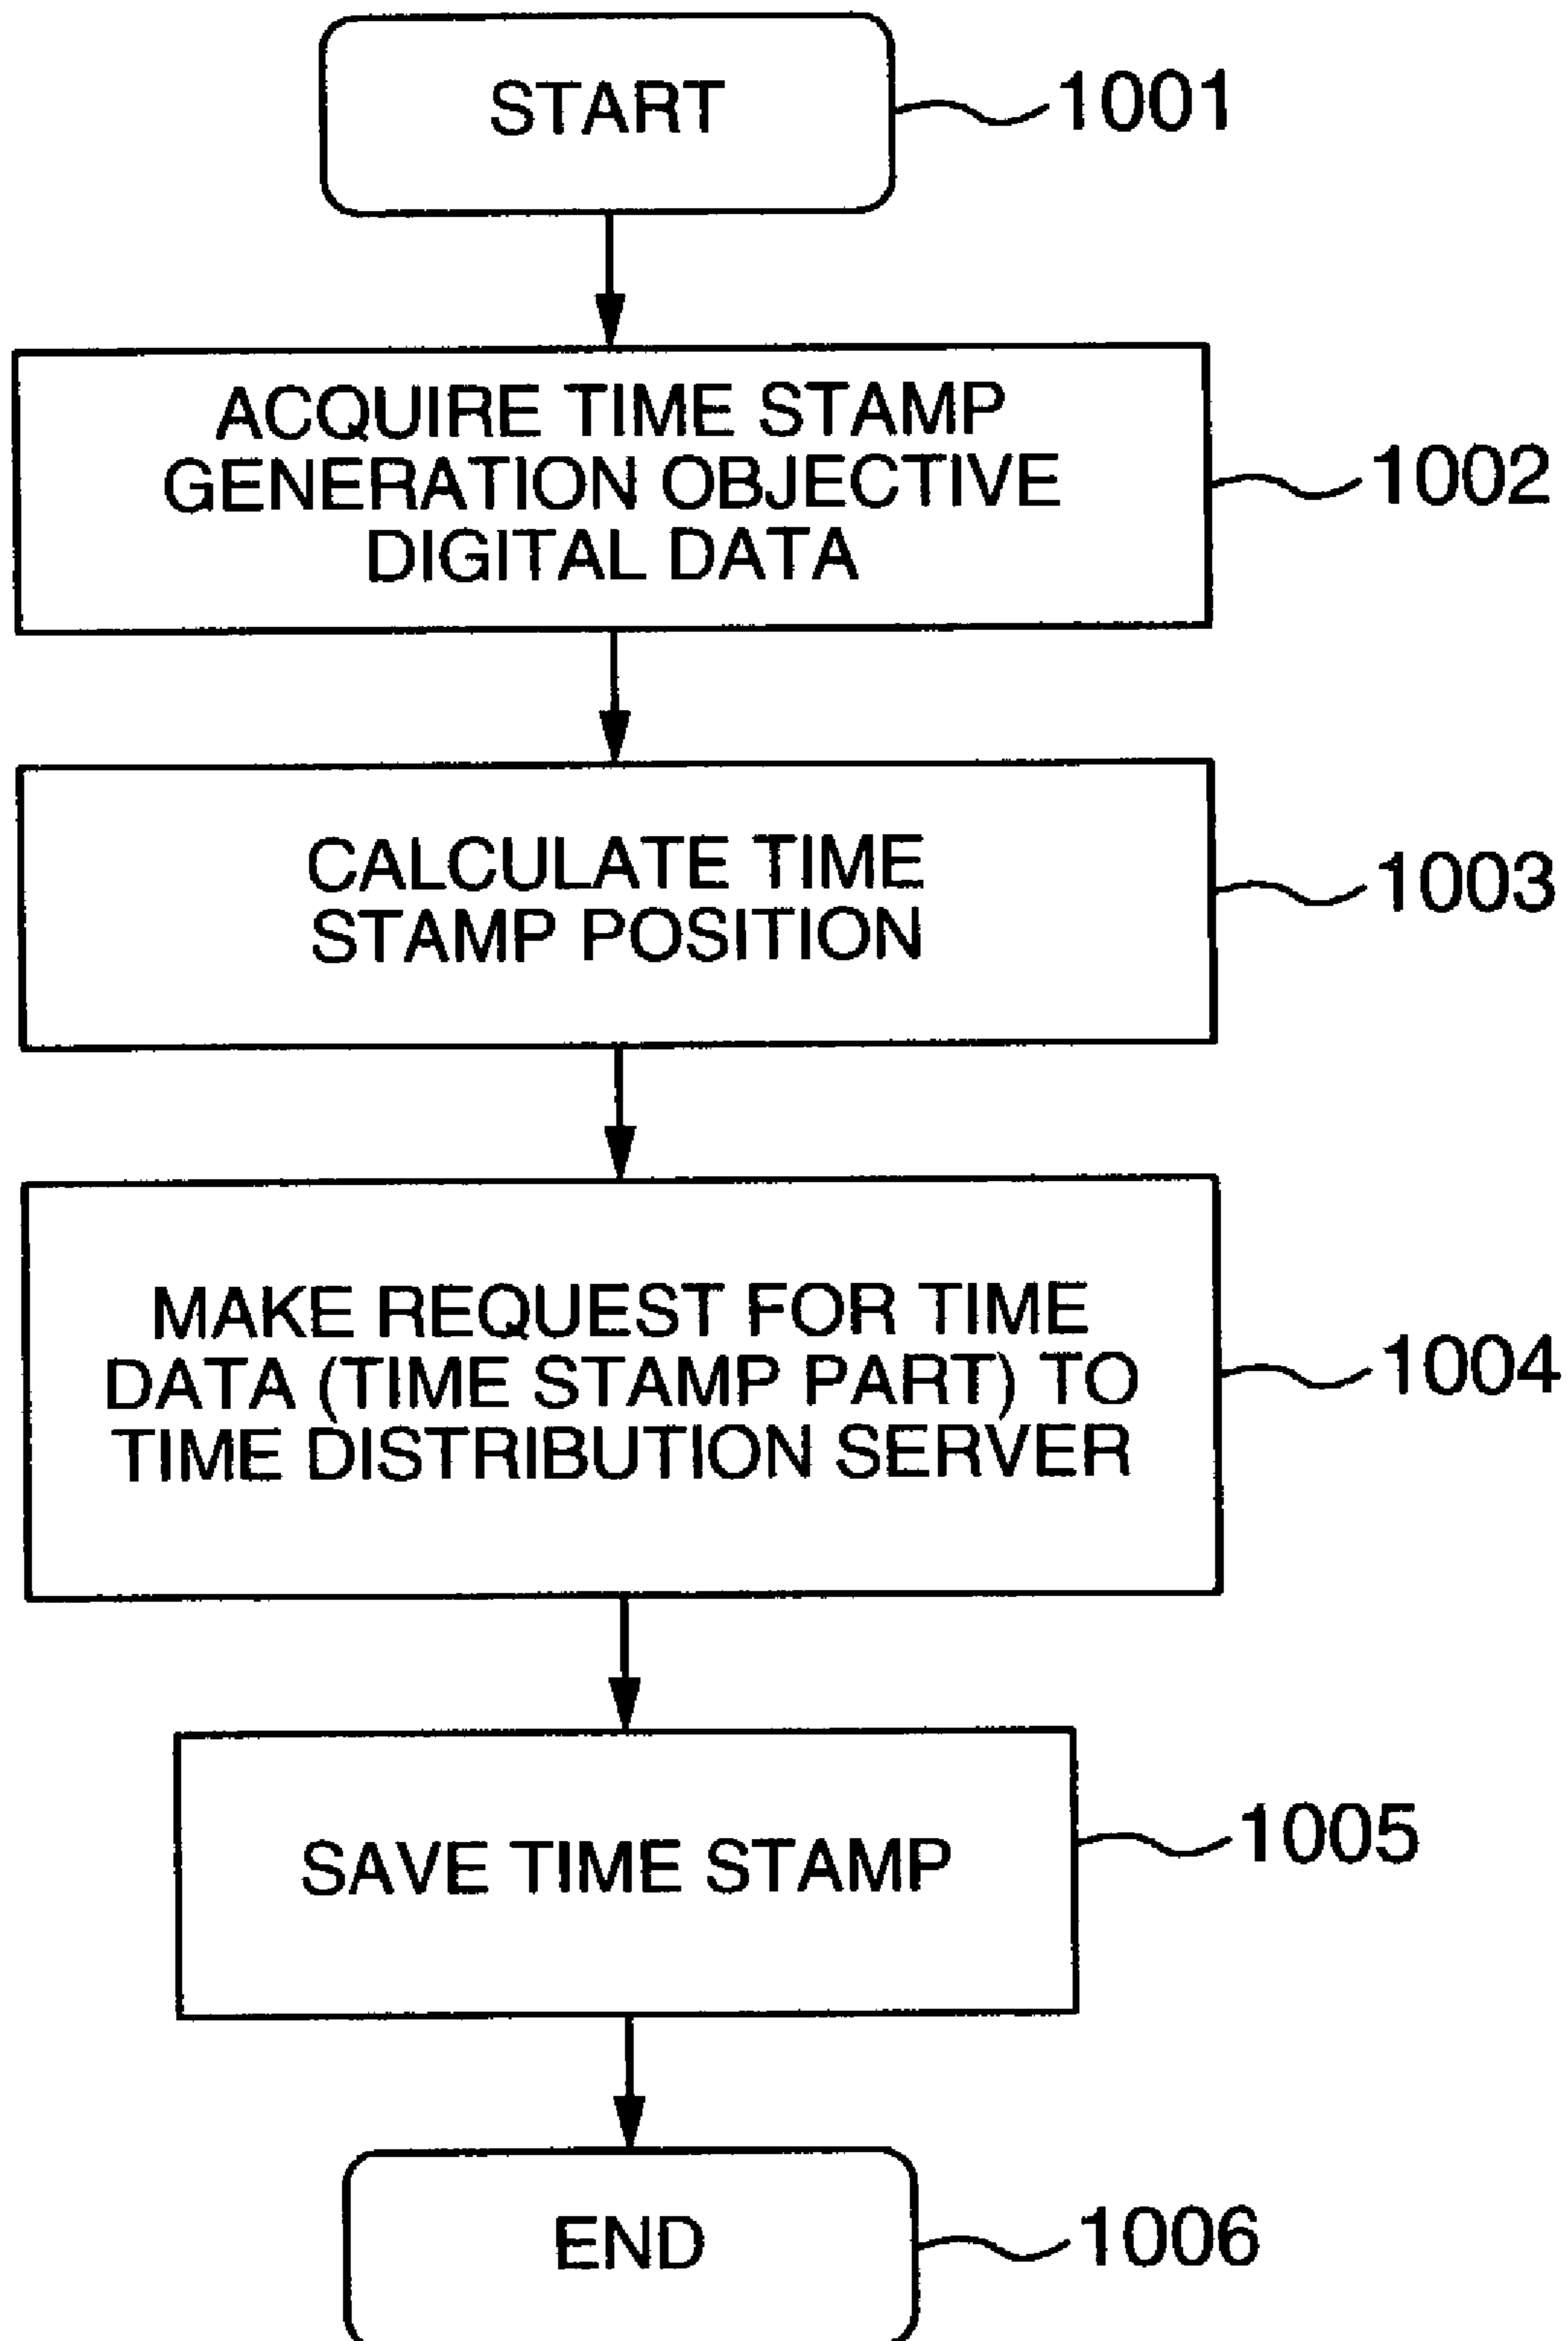 START
1001
ACQUIRE TIME STAMP
GENERATION OBJECTIVE
DIGITAL DATA
1002
CALCULATE TIME
STAMP POSITION
1003
MAKE REQUEST FOR TIME
DATA (TIME STAMP PART) TO
TIME DISTRIBUTION SERVER
1004
SAVE TIME STAMP
1005
END
1006